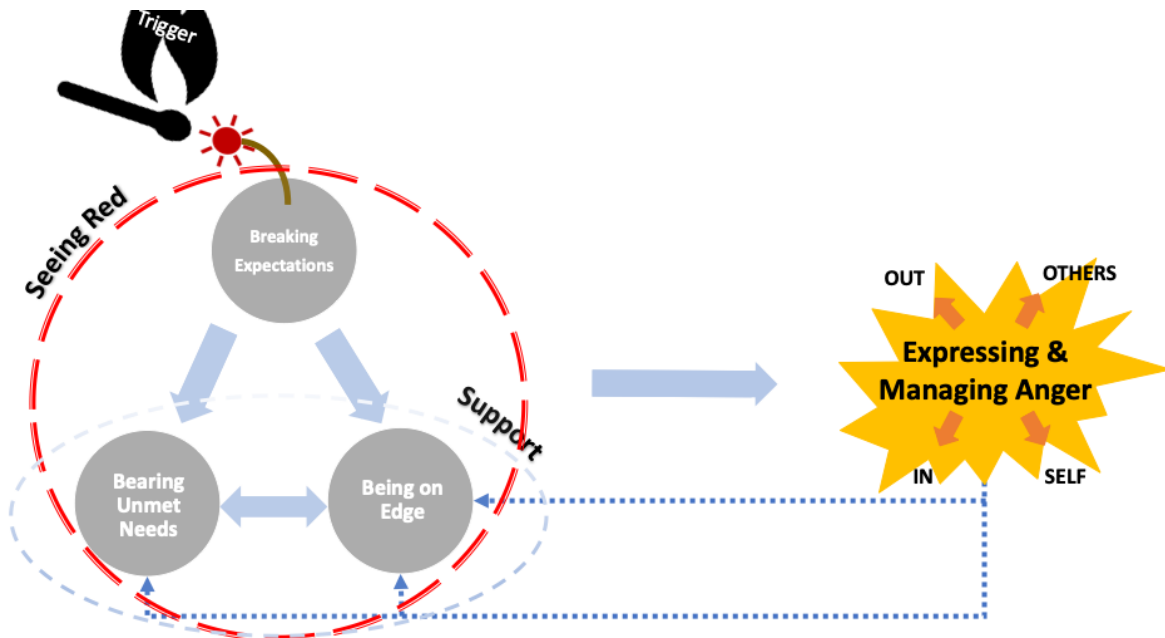 Trigger
Seeing Red
Breaking
Expectations
Support
Bearing
Unmet
Needs
Being on
Edge
OUT
OTHERS
Expressing &
Managing Anger
IN
SELF